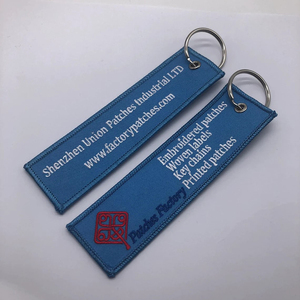 Shenzhen Union Patches Industrial LTD
www.factorypatches.com
Embroidered patches
Woven labels
Key chains
Printed patches
Patches Factory